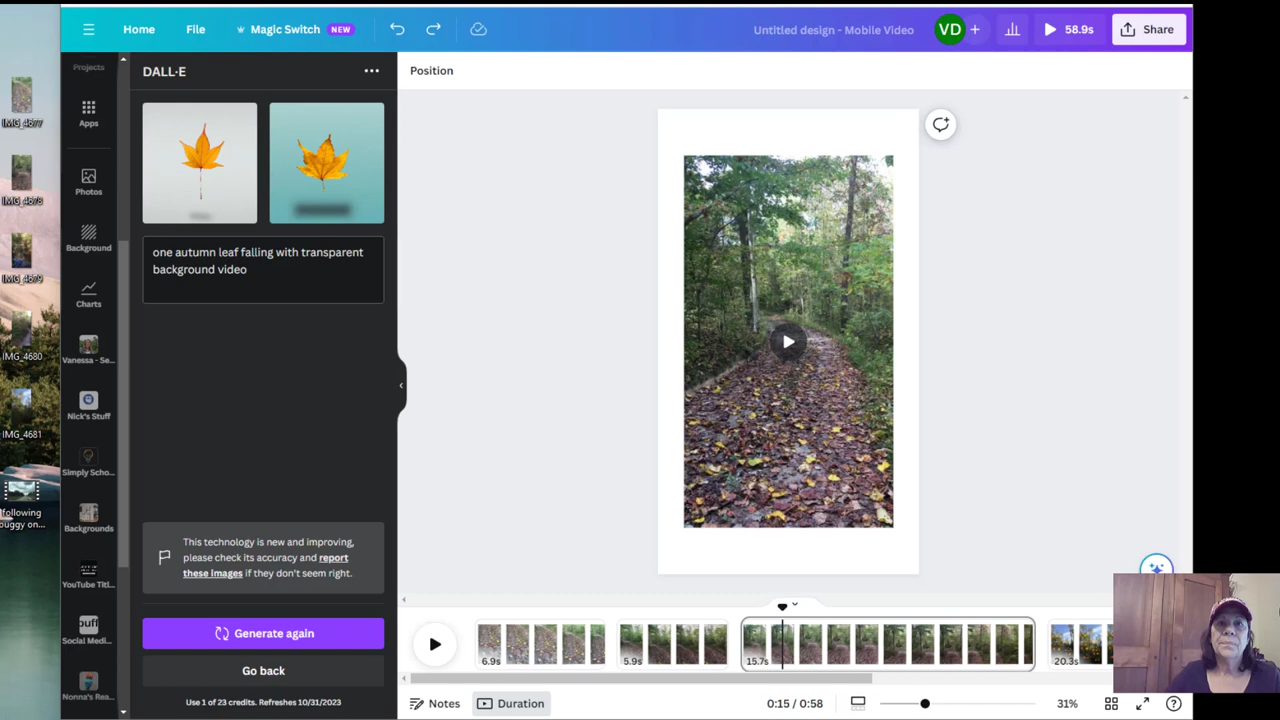 Home
File
Magic Switch
NEW
Untitled design - Mobile Video
VD
+
58.9s
Share
Projects
Apps
Photos
Background
Charts
Vanessa - Se...
Nick's Stuff
Simply Scho...
Backgrounds
YouTube Titl...
Social Medi...
Nonna's Rea...
DALL·E
one autumn leaf falling with transparent
background video
This technology is new and improving,
please check its accuracy and report
these images if they don't seem right.
Generate again
Go back
Use 1 of 23 credits. Refreshes 10/31/2023
Position
6.9s
5.9s
15.7s
20.3s
Notes
Duration
0:15 / 0:58
31%
IMG_4677
IMG_4678
IMG_4679
IMG_4680
IMG_4681
following
buggy on...